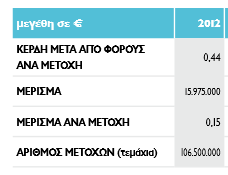 μεγέθη σε € 2012
ΚΕΡΔΗ ΜΕΤΑ ΑΠΟ ΦΟΡΟΥΣ
ΑΝΑ ΜΕΤΟΧΗ 0,44
ΜΕΡΙΣΜΑ 15.975.000
ΜΕΡΙΣΜΑ ΑΝΑ ΜΕΤΟΧΗ 0,15
ΑΡΙΘΜΟΣ ΜΕΤΟΧΩΝ (τεμάχια) 106.500.000